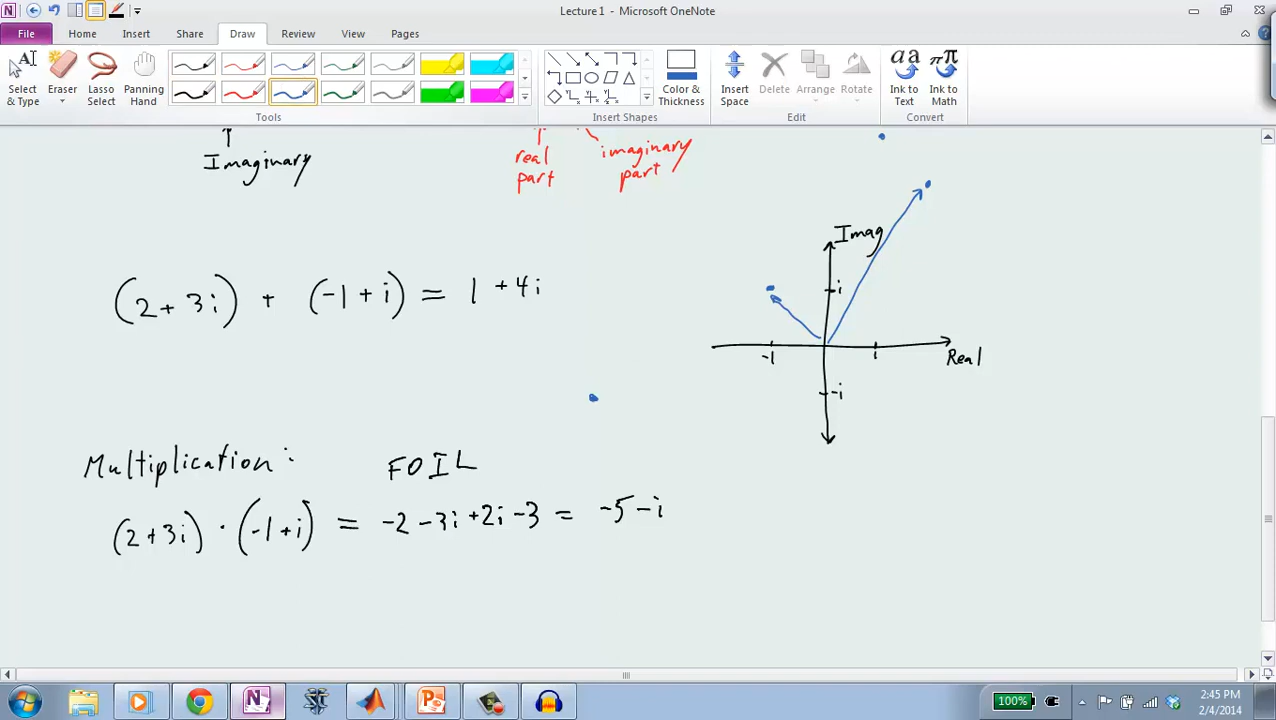 Lecture 1 - Microsoft OneNote
File Home Insert Draw Review View Pages
Select & Type
Eraser
Lasso Select
Panning Hand
Color & Thickness
Insert Space
Delete
Arrange
Rotate
Ink to Text
Ink to Math
Tools
Insert Shapes
Edit
Convert
Imaginary
real part
imaginary part
(2 + 3i) + (-1 + i) = 1 + 4i
Imag
i
-1
1
Real
-i
Multiplication: FOIL
(2 + 3i) · (-1 + i) = -2 - 3i + 2i - 3 = -5 - i
100%
2:45 PM
2/4/2014